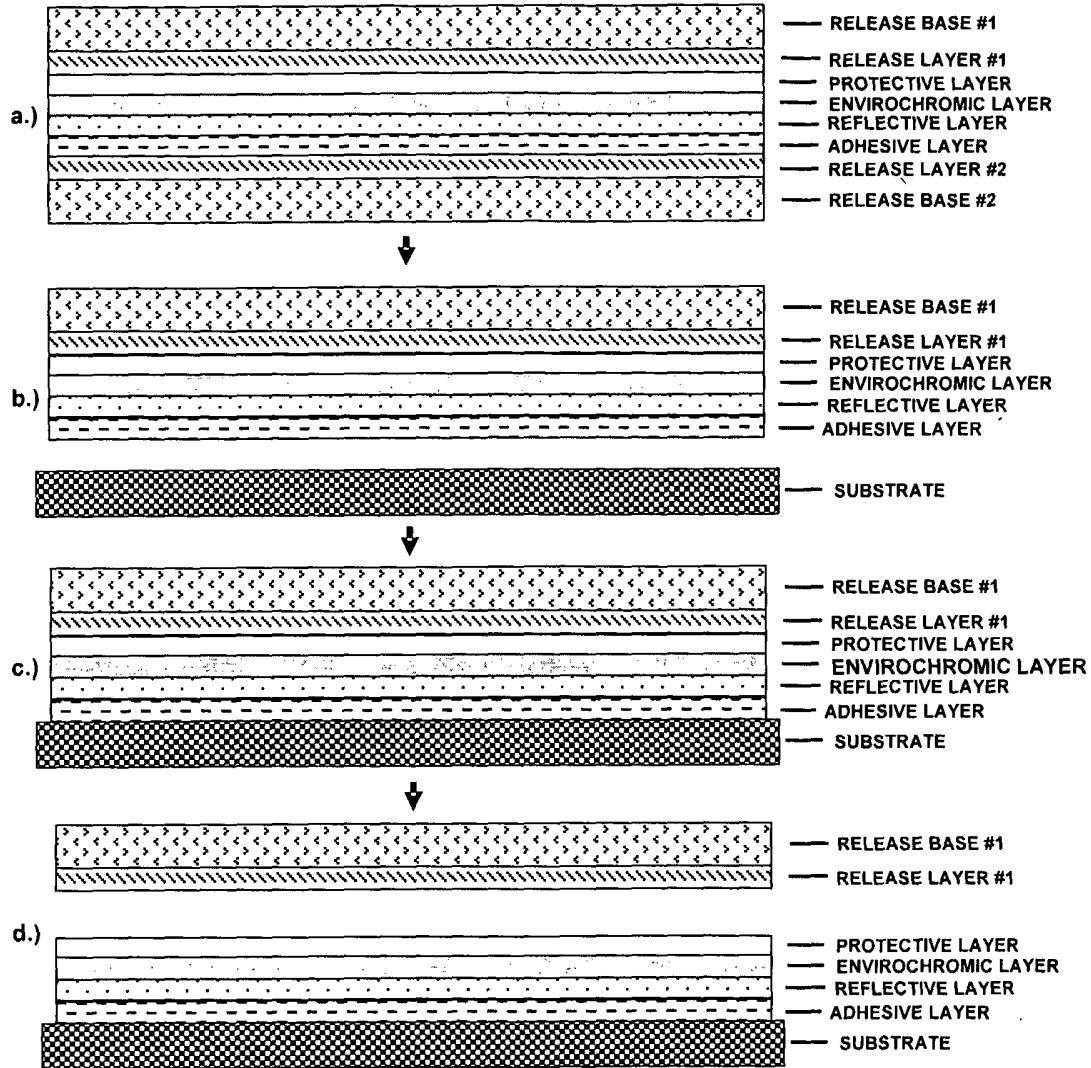 a.)
RELEASE BASE #1
RELEASE LAYER #1
PROTECTIVE LAYER
ENVIROCHROMIC LAYER
REFLECTIVE LAYER
ADHESIVE LAYER
RELEASE LAYER #2
RELEASE BASE #2
b.)
RELEASE BASE #1
RELEASE LAYER #1
PROTECTIVE LAYER
ENVIROCHROMIC LAYER
REFLECTIVE LAYER
ADHESIVE LAYER
SUBSTRATE
c.)
RELEASE BASE #1
RELEASE LAYER #1
PROTECTIVE LAYER
ENVIROCHROMIC LAYER
REFLECTIVE LAYER
ADHESIVE LAYER
SUBSTRATE
d.)
RELEASE BASE #1
RELEASE LAYER #1
PROTECTIVE LAYER
ENVIROCHROMIC LAYER
REFLECTIVE LAYER
ADHESIVE LAYER
SUBSTRATE